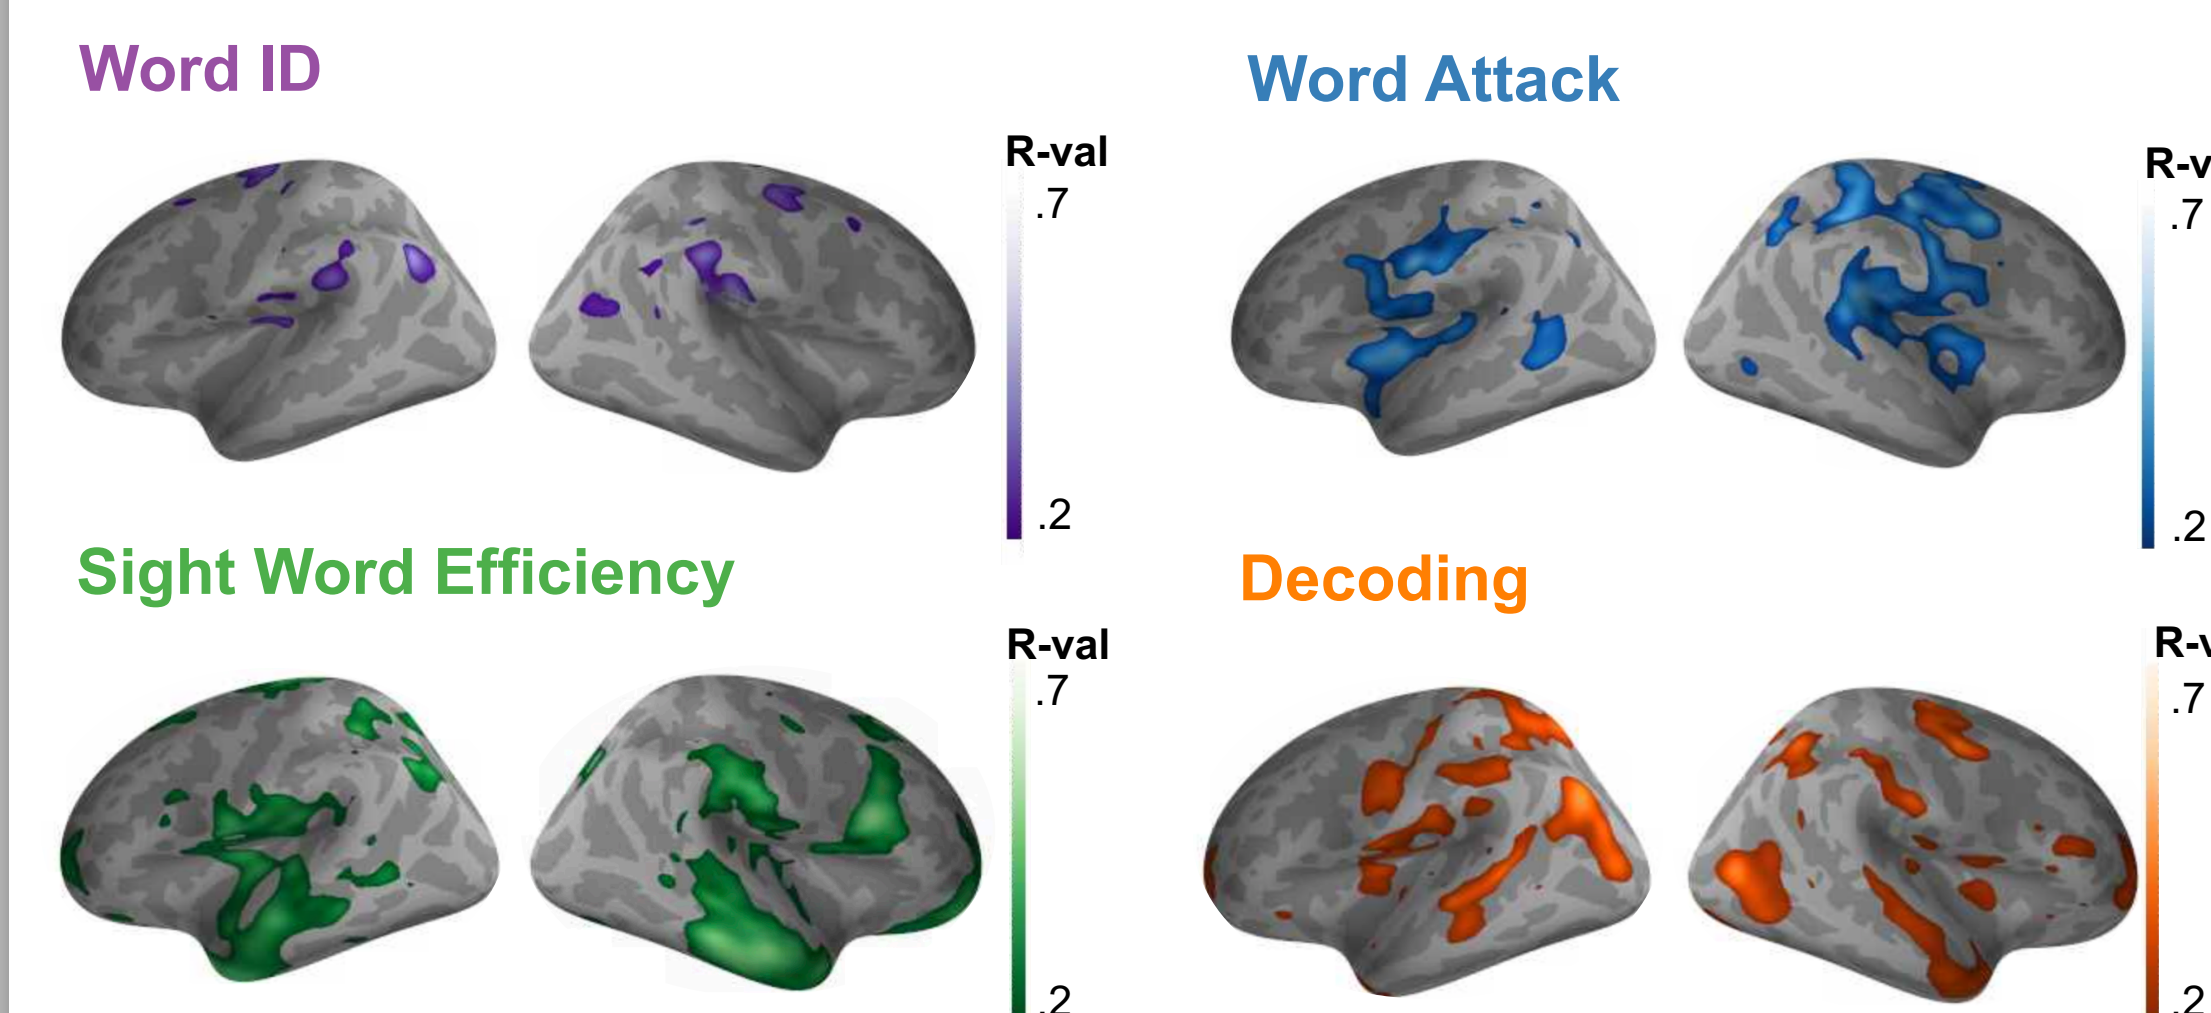 Word ID
R-val
.7
.2
Word Attack
R-v
.7
.2
Sight Word Efficiency
R-val
.7
.2
Decoding
R-v
.7
.2